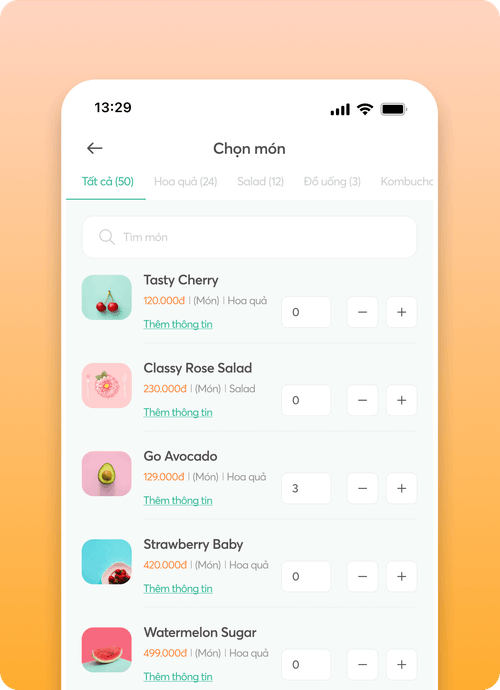 13:29
Chọn món
Tất cả (50) Hoa quả (24) Salad (12) Đồ uống (3) Kombucha
Tìm món
Tasty Cherry
120.000đ | (Món) | Hoa quả
0 − +
Thêm thông tin
Classy Rose Salad
230.000đ | (Món) | Salad
0 − +
Thêm thông tin
Go Avocado
129.000đ | (Món) | Hoa quả
3 − +
Thêm thông tin
Strawberry Baby
420.000đ | (Món) | Hoa quả
0 − +
Thêm thông tin
Watermelon Sugar
499.000đ | (Món) | Hoa quả
0 − +
Thêm thông tin